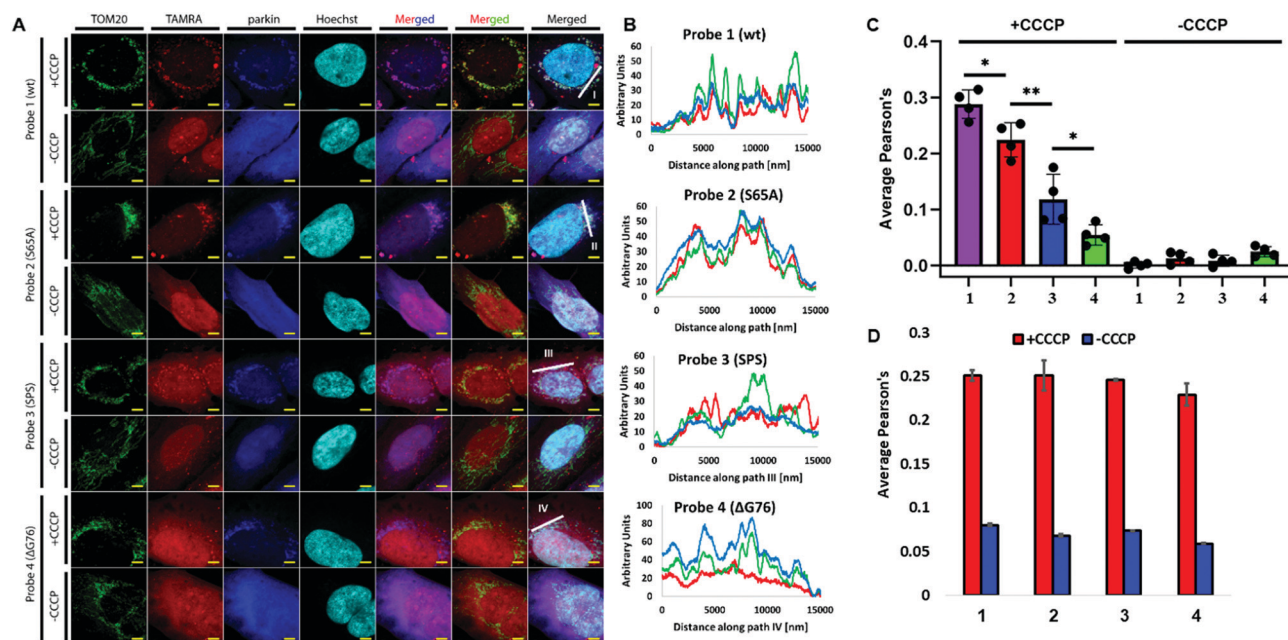 A
TOM20 TAMRA parkin Hoechst Merged Merged Merged
Probe 1 (wt)
+CCCP
I
-CCCP
Probe 2 (S65A)
+CCCP
II
-CCCP
Probe 3 (SPS)
+CCCP
III
-CCCP
Probe 4 (ΔG76)
+CCCP
IV
-CCCP
B
Probe 1 (wt)
Arbitrary Units
60
50
40
30
20
10
0
0 5000 10000 15000
Distance along path [nm]
Probe 2 (S65A)
Arbitrary Units
60
50
40
30
20
10
0
0 5000 10000 15000
Distance along path [nm]
Probe 3 (SPS)
Arbitrary Units
60
50
40
30
20
10
0
0 5000 10000 15000
Distance along path III [nm]
Probe 4 (ΔG76)
Arbitrary Units
100
80
60
40
20
0
0 5000 10000 15000
Distance along path IV [nm]
C
+CCCP -CCCP
Average Pearson's
0.4
0.3
0.2
0.1
0.0
* ** *
1 2 3 4 1 2 3 4
D
+CCCP -CCCP
Average Pearson's
0.3
0.25
0.2
0.15
0.1
0.05
0
1 2 3 4